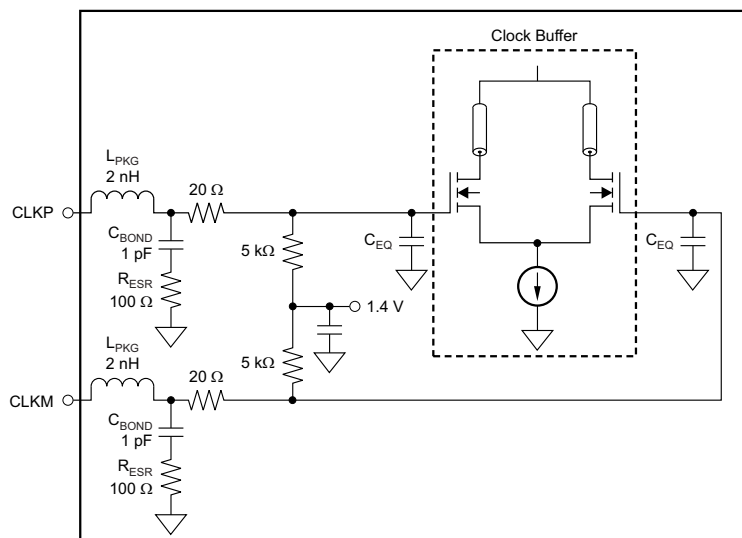 Clock Buffer
L_PKG
2 nH
20 Ω
CLKP
C_BOND
1 pF
R_ESR
100 Ω
5 kΩ
C_EQ
C_EQ
1.4 V
L_PKG
2 nH
20 Ω
5 kΩ
CLKM
C_BOND
1 pF
R_ESR
100 Ω